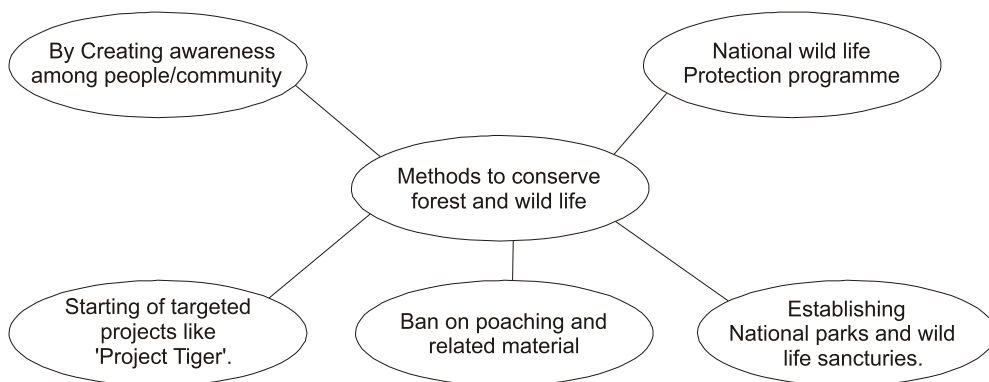 By Creating awareness
among people/community
National wild life
Protection programme
Methods to conserve
forest and wild life
Starting of targeted
projects like
'Project Tiger'.
Ban on poaching and
related material
Establishing
National parks and wild
life sancturies.